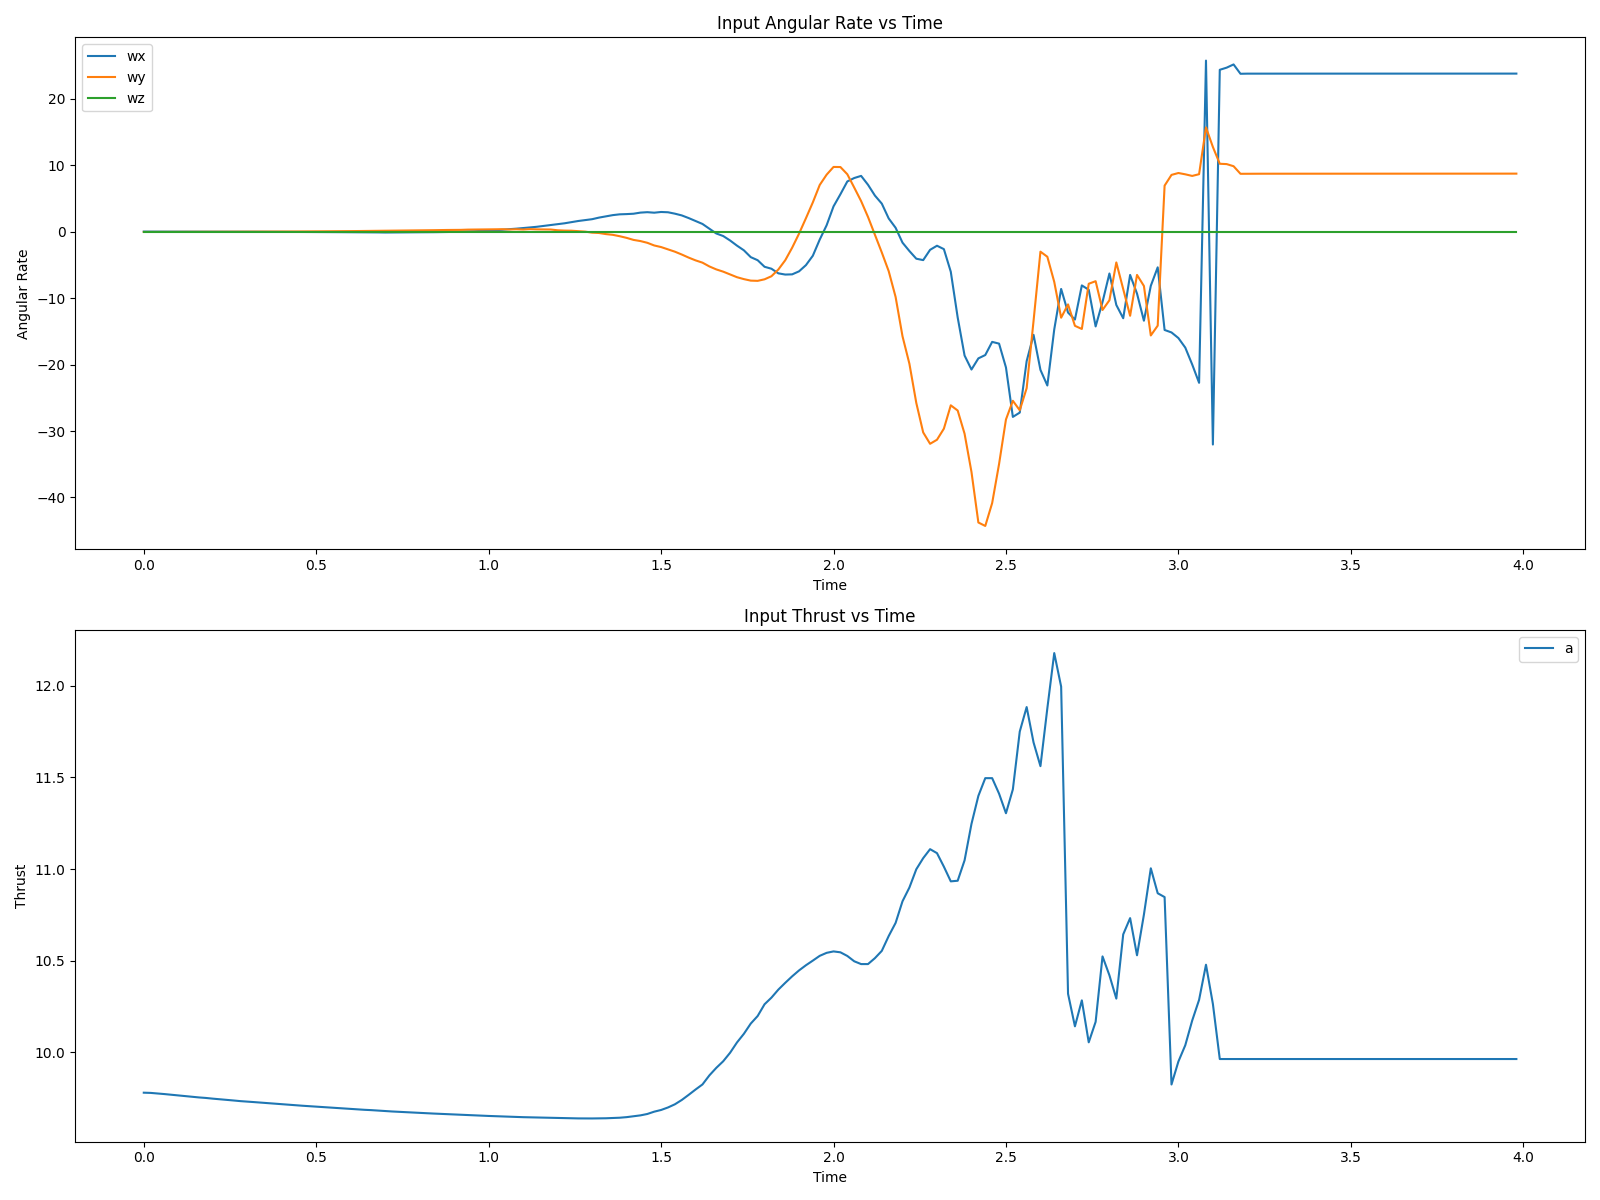 Input Angular Rate vs Time
wx
wy
wz
Angular Rate
20
10
0
−10
−20
−30
−40
0.0 0.5 1.0 1.5 2.0 2.5 3.0 3.5 4.0
Time
Input Thrust vs Time
a
Thrust
12.0
11.5
11.0
10.5
10.0
0.0 0.5 1.0 1.5 2.0 2.5 3.0 3.5 4.0
Time